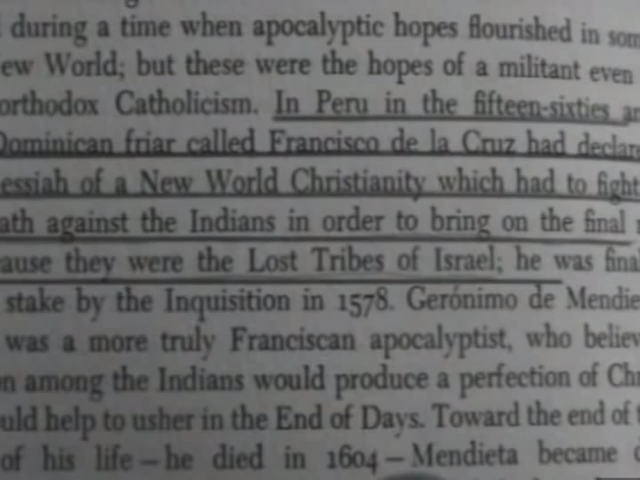 during a time when apocalyptic hopes flourished in
World; but these were the hopes of a militant even
orthodox Catholicism. In Peru in the fifteen-sixties
Dominican friar called Francisco de la Cruz had
of a New World Christianity which had to fight
against the Indians in order to bring on the final
they were the Lost Tribes of Israel; he was
stake by the Inquisition in 1578. Gerónimo de
was a more truly Franciscan apocalyptist, who
among the Indians would produce a perfection of
help to usher in the End of Days. Toward the end of
of his life – he died in 1604 – Mendieta became